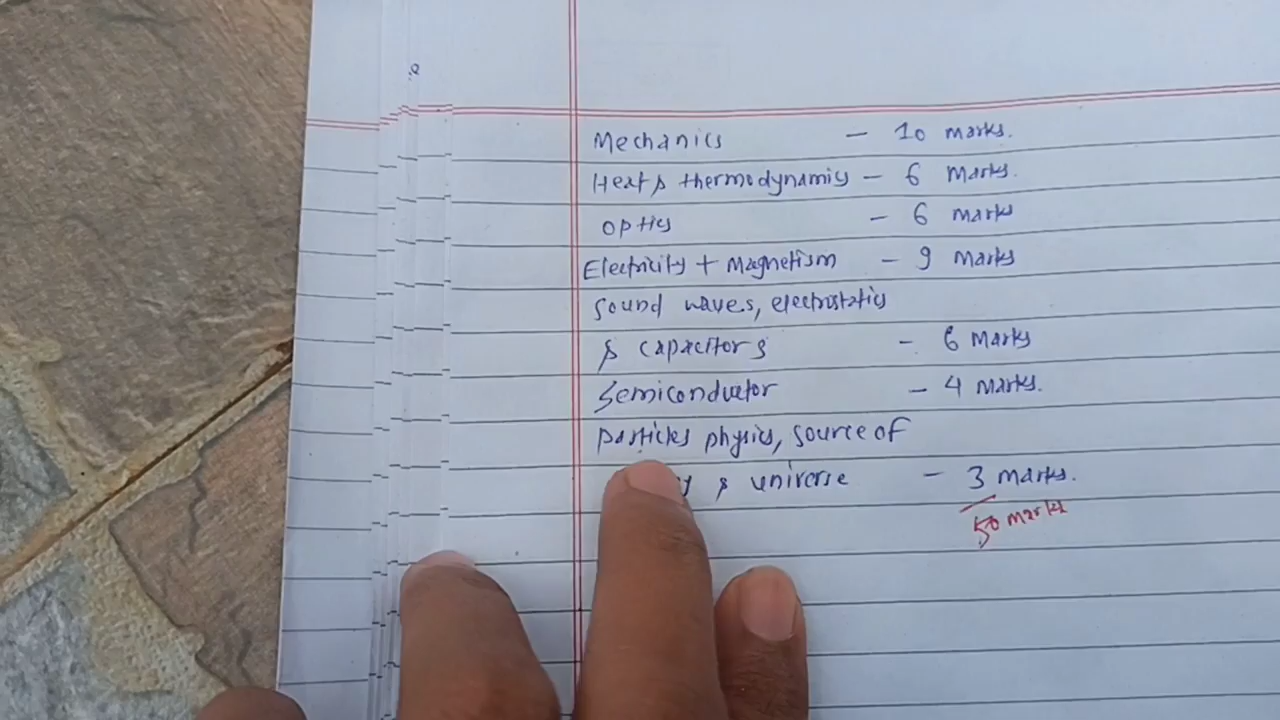 Mechanics - 10 marks.
Heat & thermodynamics - 6 Marks.
Optics - 6 marks
Electricity + Magnetism - 9 Marks
Sound waves, electrostatics
& capacitors - 6 Marks
Semiconductor - 4 Marks.
Particles physics, source of
& universe - 3 marks.
50 marks